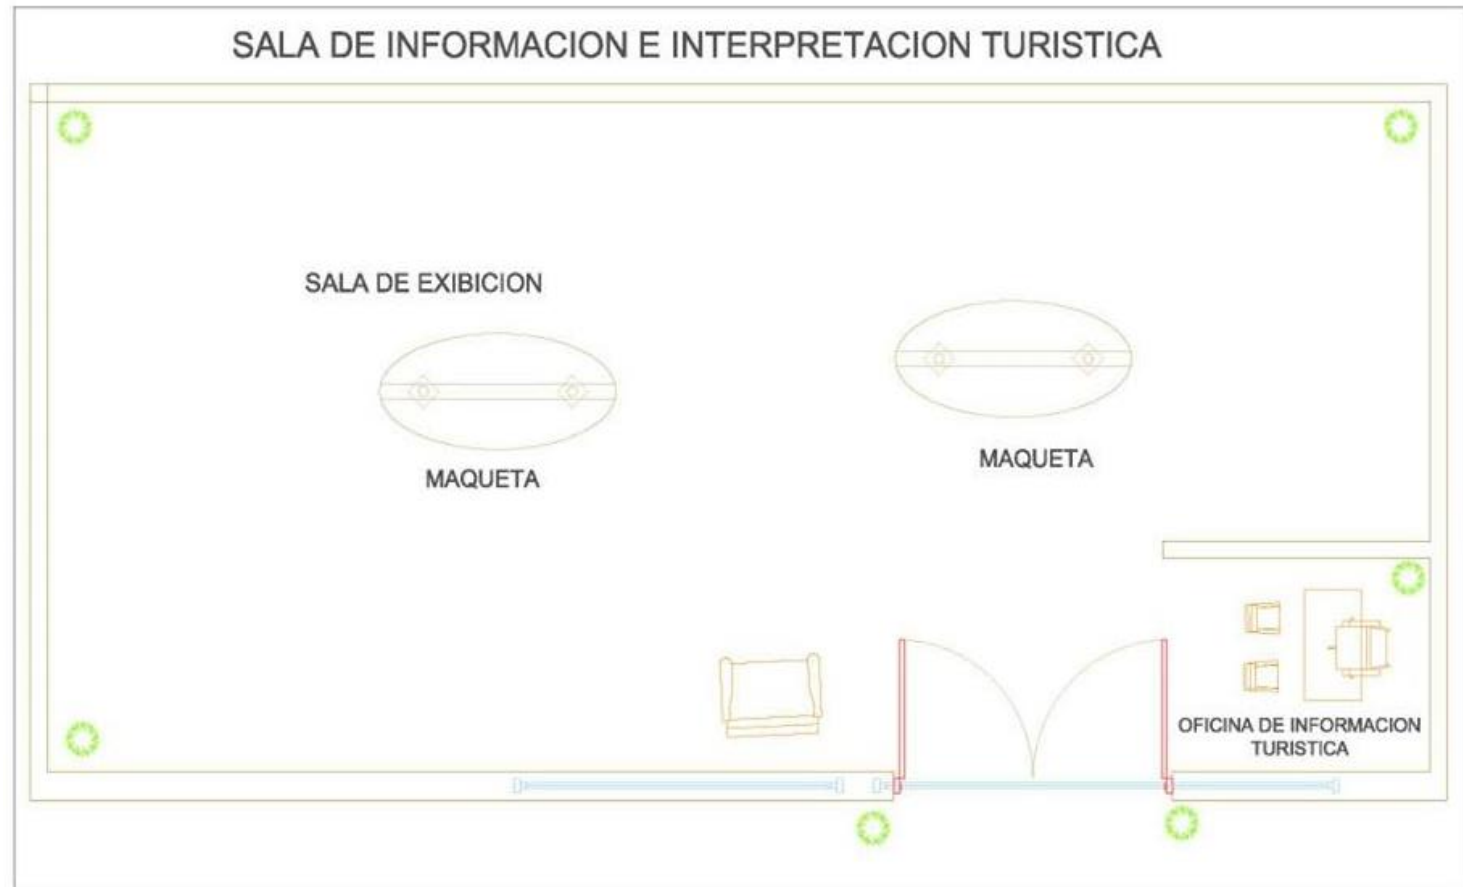 SALA DE INFORMACION E INTERPRETACION TURISTICA
SALA DE EXIBICION
MAQUETA
MAQUETA
OFICINA DE INFORMACION
TURISTICA